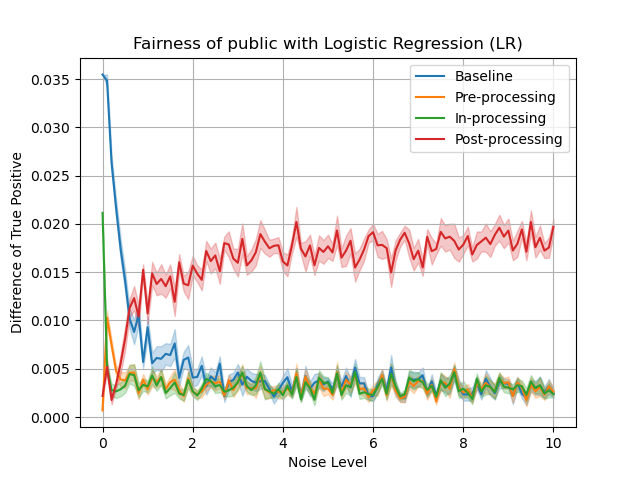 Fairness of public with Logistic Regression (LR)
Difference of True Positive
0.035
0.030
0.025
0.020
0.015
0.010
0.005
0.000
Baseline
Pre-processing
In-processing
Post-processing
0
2
4
6
8
10
Noise Level